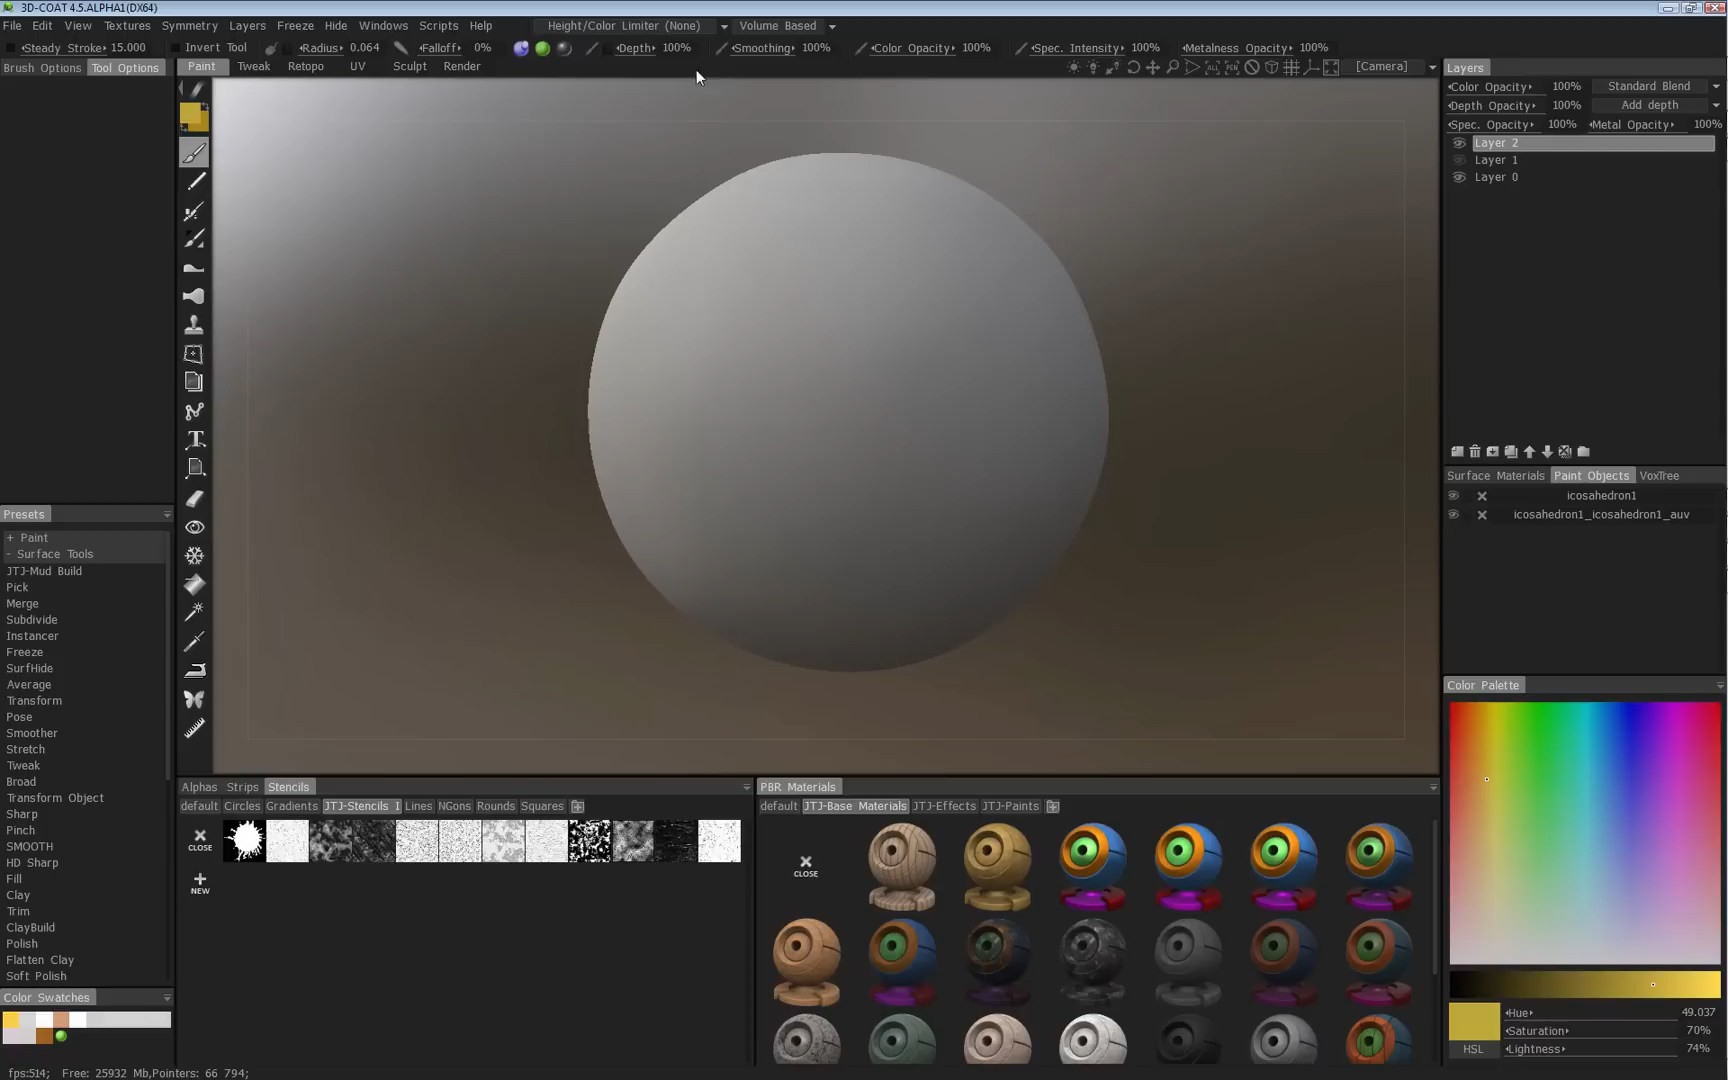 3D-COAT 4.5.ALPHA1(DX64)
File Edit View Textures Symmetry Layers Freeze Hide Windows Scripts Help Height/Color Limiter (None) Volume Based
Steady Stroke 15.000 Invert Tool Radius 0.064 Falloff 0% Depth 100% Smoothing 100% Color Opacity 100% Spec. Intensity 100% Metalness Opacity 100%
Brush Options Tool Options Paint Tweak Retopo UV Sculpt Render [Camera]
Layers
Color Opacity 100% Standard Blend
Depth Opacity 100% Add depth
Spec. Opacity 100% Metal Opacity 100%
Layer 2
Layer 1
Layer 0
ALL PEN
T
Surface Materials Paint Objects VoxTree
icosahedron1
icosahedron1_icosahedron1_auv
Presets
+ Paint
- Surface Tools
JTJ-Mud Build
Pick
Merge
Subdivide
Instancer
Freeze
SurfHide
Average
Transform
Pose
Smoother
Stretch
Tweak
Broad
Transform Object
Sharp
Pinch
SMOOTH
HD Sharp
Fill
Clay
Trim
ClayBuild
Polish
Flatten Clay
Soft Polish
Color Swatches
Alphas Strips Stencils
default Circles Gradients JTJ-Stencils I Lines NGons Rounds Squares
CLOSE
NEW
PBR Materials
default JTJ-Base Materials JTJ-Effects JTJ-Paints
CLOSE
Color Palette
Hue 49.037
Saturation 70%
HSL Lightness 74%
fps:514; Free: 25932 Mb,Pointers: 66 794;